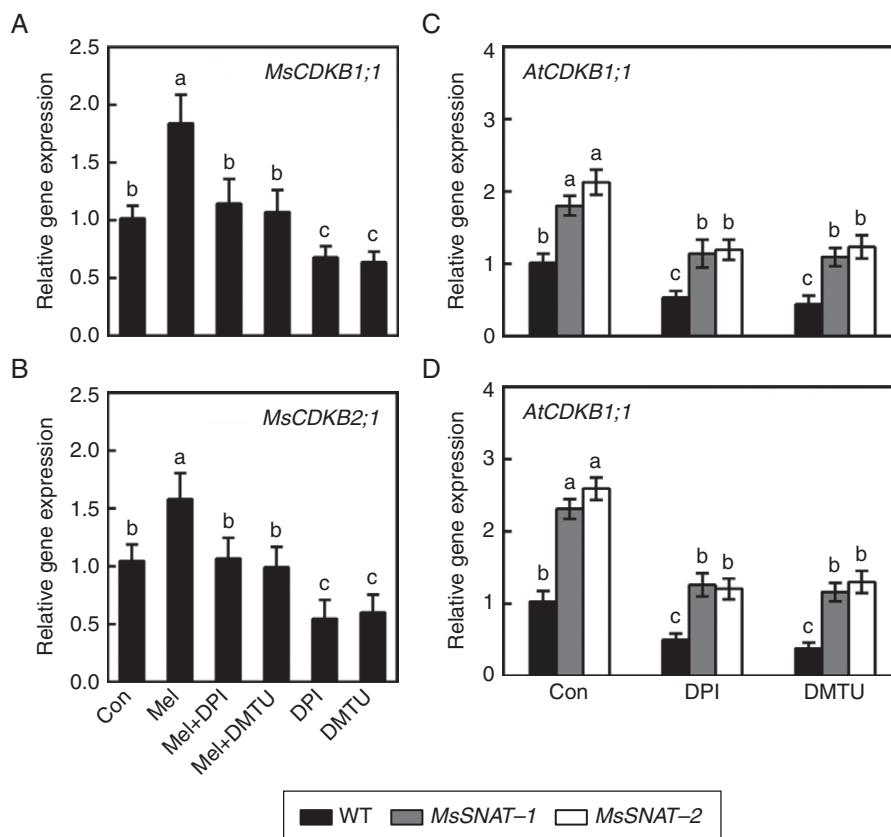 A
Relative gene expression
2.5
2.0
1.5
1.0
0.5
0.0
MsCDKB1;1
b
a
b
b
c
c
B
Relative gene expression
2.5
2.0
1.5
1.0
0.5
0.0
MsCDKB2;1
b
a
b
b
c
c
Con
Mel
Mel+DPI
Mel+DMTU
DPI
DMTU
C
Relative gene expression
4
3
2
1
0
AtCDKB1;1
b
a
a
c
b
b
c
b
b
D
Relative gene expression
4
3
2
1
0
AtCDKB1;1
b
a
a
c
b
b
c
b
b
Con
DPI
DMTU
WT
MsSNAT–1
MsSNAT–2